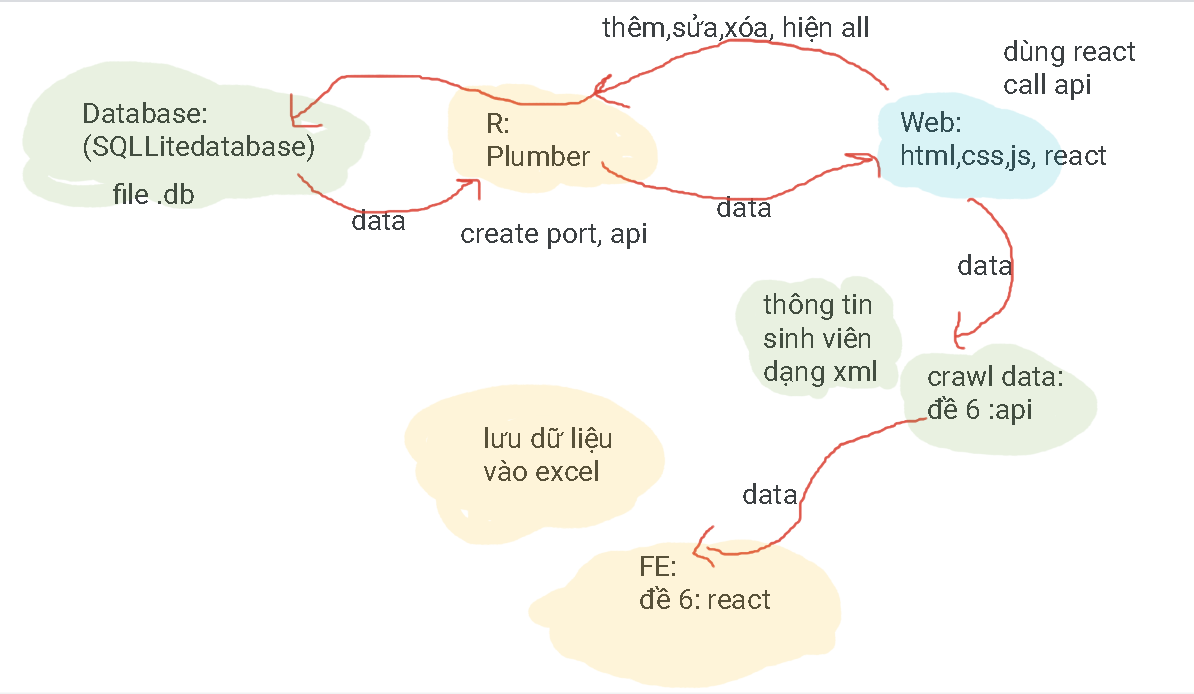 thêm,sửa,xóa, hiện all
dùng react
call api
Database:
(SQLLitedatabase)
file .db
R:
Plumber
Web:
html,css,js, react
data
create port, api
data
data
thông tin
sinh viên
dạng xml
crawl data:
đề 6 :api
lưu dữ liệu
vào excel
data
FE:
đề 6: react